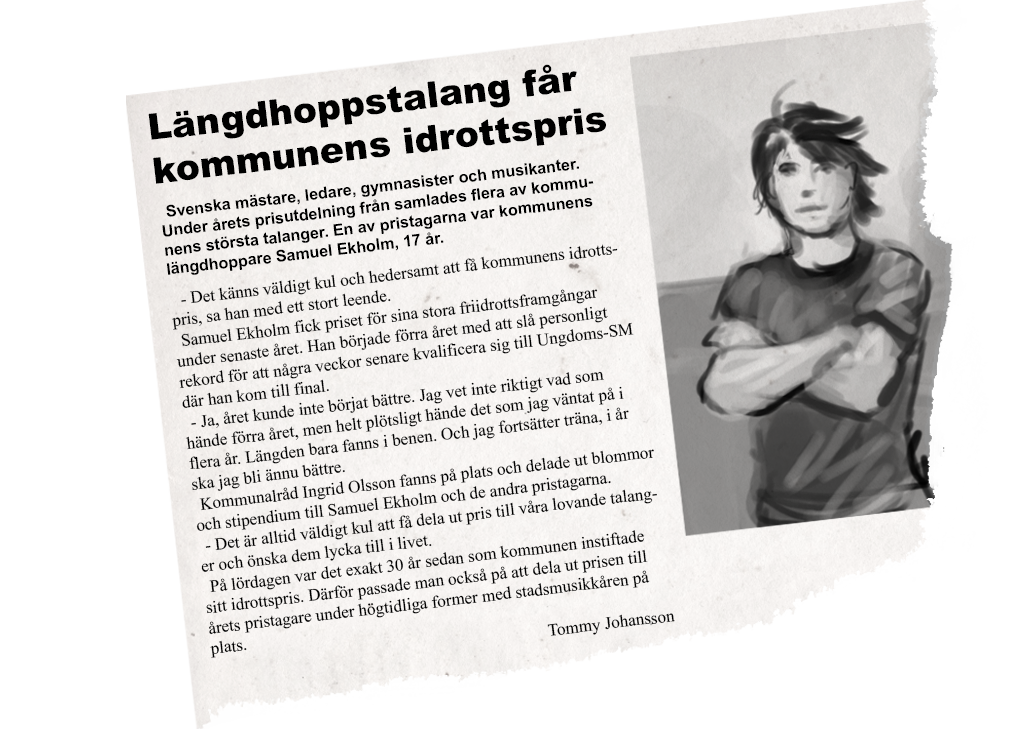 Längdhoppstalang får
kommunens idrottspris
Svenska mästare, ledare, gymnasister och musikanter.
Under årets prisutdelning från samlades flera av kommu-
nens största talanger. En av pristagarna var kommunens
längdhoppare Samuel Ekholm, 17 år.
- Det känns väldigt kul och hedersamt att få kommunens idrotts-
pris, sa han med ett stort leende.
Samuel Ekholm fick priset för sina stora friidrottsframgångar
under senaste året. Han började förra året med att slå personligt
rekord för att några veckor senare kvalificera sig till Ungdoms-SM
där han kom till final.
- Ja, året kunde inte börjat bättre. Jag vet inte riktigt vad som
hände förra året, men helt plötsligt hände det som jag väntat på i
flera år. Längden bara fanns i benen. Och jag fortsätter träna, i år
ska jag bli ännu bättre.
Kommunalråd Ingrid Olsson fanns på plats och delade ut blommor
och stipendium till Samuel Ekholm och de andra pristagarna.
- Det är alltid väldigt kul att få dela ut pris till våra lovande talang-
er och önska dem lycka till i livet.
På lördagen var det exakt 30 år sedan som kommunen instiftade
sitt idrottspris. Därför passade man också på att dela ut prisen till
årets pristagare under högtidliga former med stadsmusikkåren på
plats.
Tommy Johansson